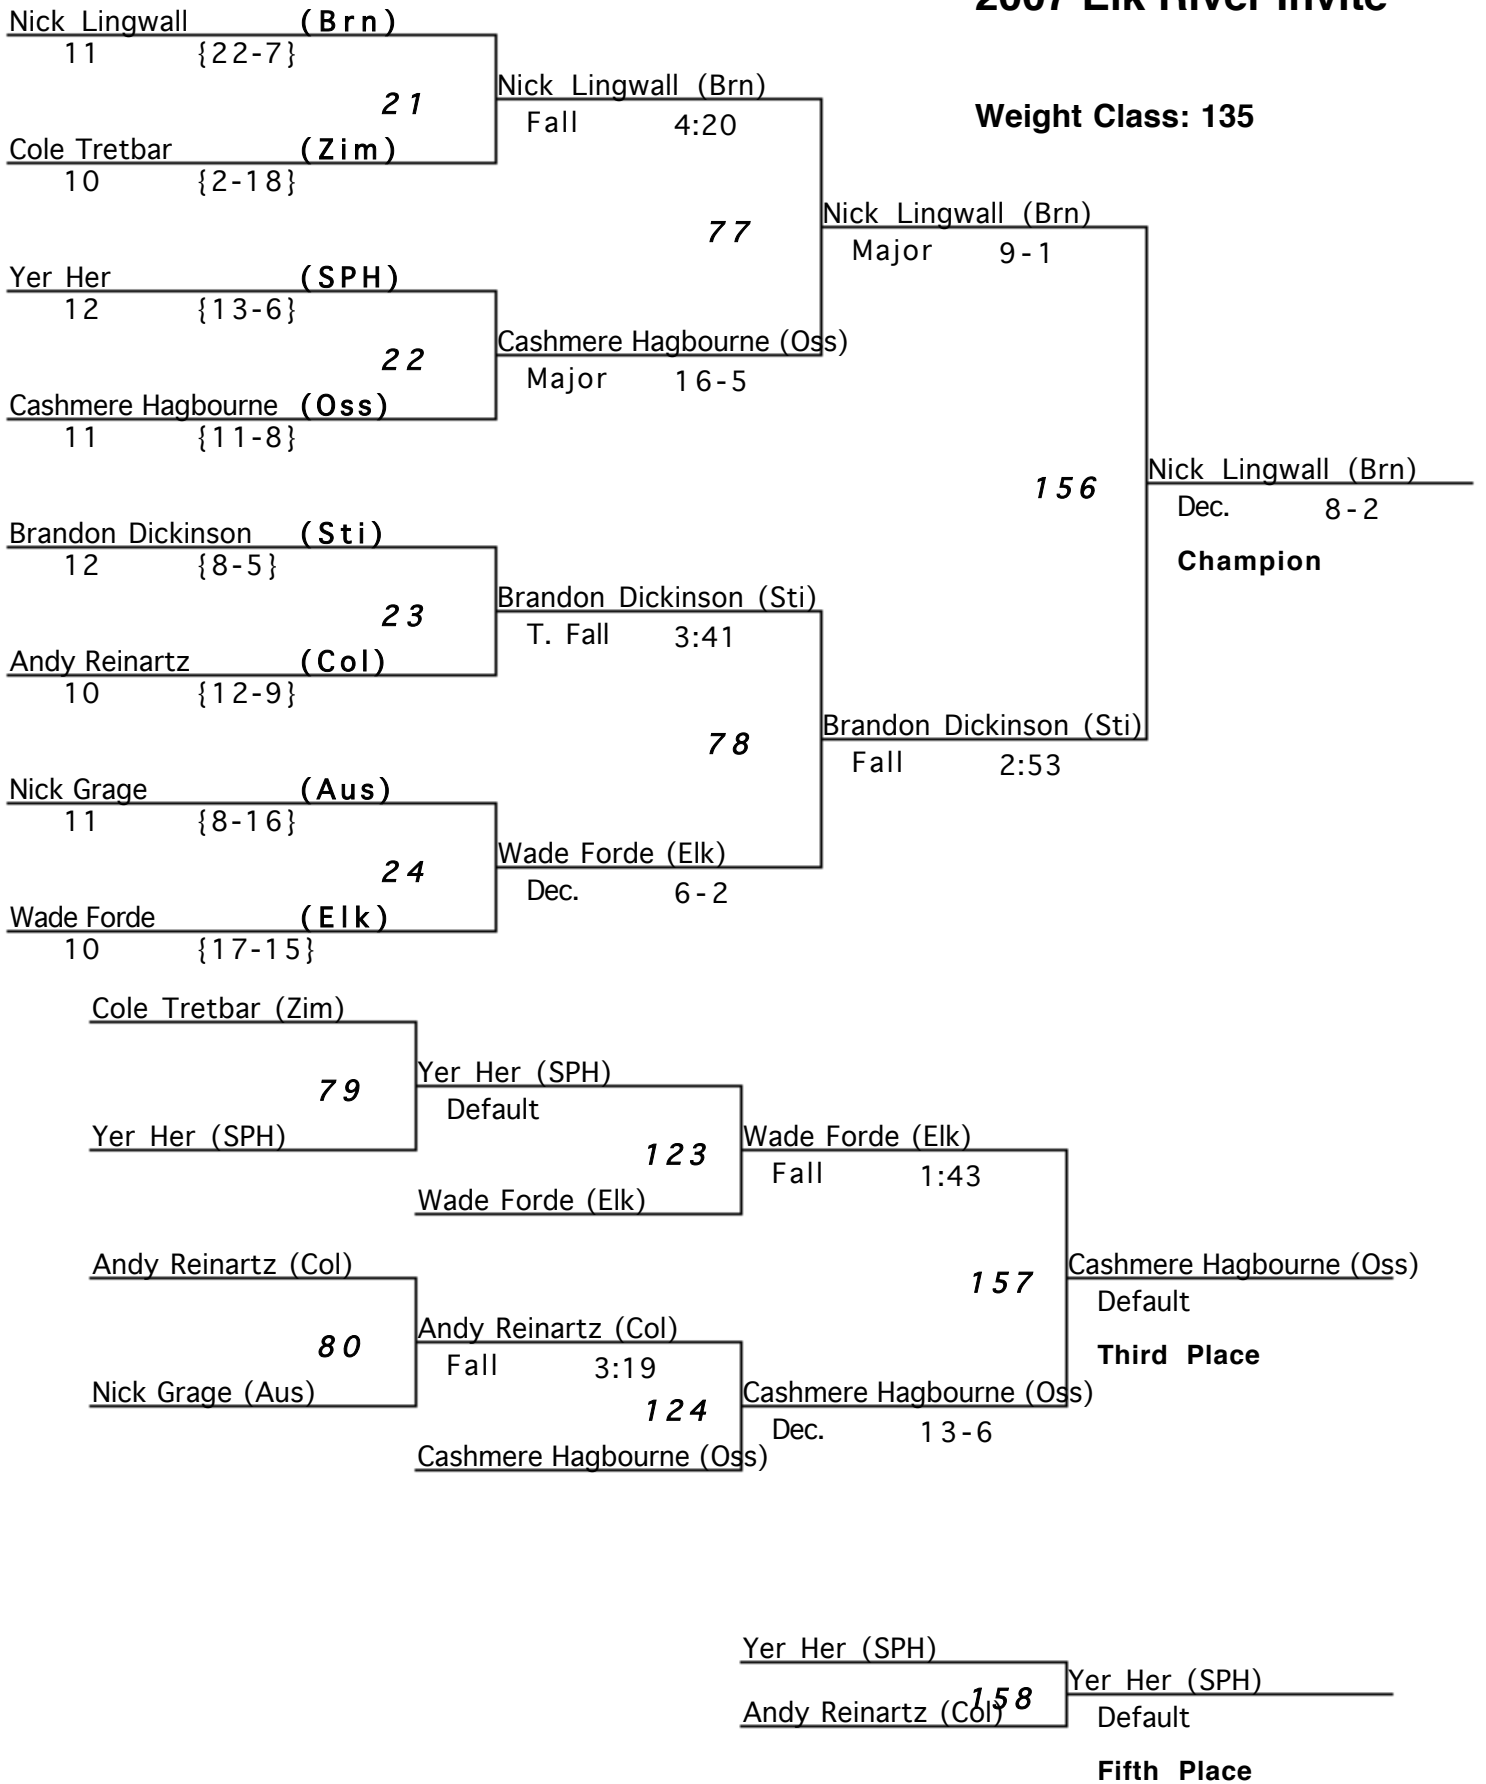 2007 Elk River Invite
Weight Class: 135
Nick Lingwall (Brn)
11 {22-7}
21
Cole Tretbar (Zim)
10 {2-18}
Nick Lingwall (Brn)
Fall 4:20
77
Yer Her (SPH)
12 {13-6}
22
Cashmere Hagbourne (Oss)
11 {11-8}
Cashmere Hagbourne (Oss)
Major 16-5
Nick Lingwall (Brn)
Major 9-1
156
Brandon Dickinson (Sti)
12 {8-5}
23
Andy Reinartz (Col)
10 {12-9}
Brandon Dickinson (Sti)
T. Fall 3:41
78
Nick Grage (Aus)
11 {8-16}
24
Wade Forde (Elk)
10 {17-15}
Wade Forde (Elk)
Dec. 6-2
Brandon Dickinson (Sti)
Fall 2:53
Nick Lingwall (Brn)
Dec. 8-2
Champion
Cole Tretbar (Zim)
79
Yer Her (SPH)
Yer Her (SPH)
Default
123
Wade Forde (Elk)
Wade Forde (Elk)
Fall 1:43
157
Andy Reinartz (Col)
80
Nick Grage (Aus)
Andy Reinartz (Col)
Fall 3:19
124
Cashmere Hagbourne (Oss)
Cashmere Hagbourne (Oss)
Dec. 13-6
Cashmere Hagbourne (Oss)
Default
Third Place
Yer Her (SPH)
158
Andy Reinartz (Col)
Yer Her (SPH)
Default
Fifth Place